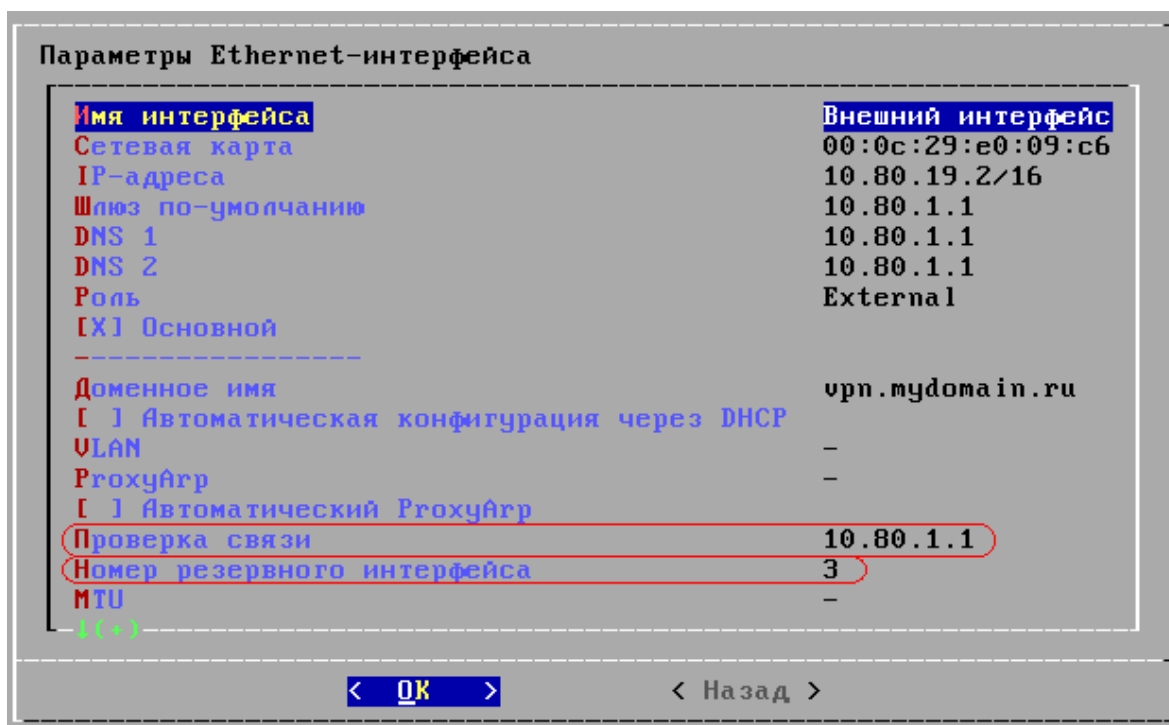 Параметры Ethernet-интерфейса
Имя интерфейса Внешний интерфейс
Сетевая карта 00:0c:29:e0:09:c6
IP-адреса 10.80.19.2/16
Шлюз по-умолчанию 10.80.1.1
DNS 1 10.80.1.1
DNS 2 10.80.1.1
Роль External
[X] Основной
-----------------
Доменное имя vpn.mydomain.ru
[ ] Автоматическая конфигурация через DHCP
VLAN -
ProxyArp -
[ ] Автоматический ProxyArp
Проверка связи 10.80.1.1
Номер резервного интерфейса 3
MTU -
↓(+)
< OK > < Назад >